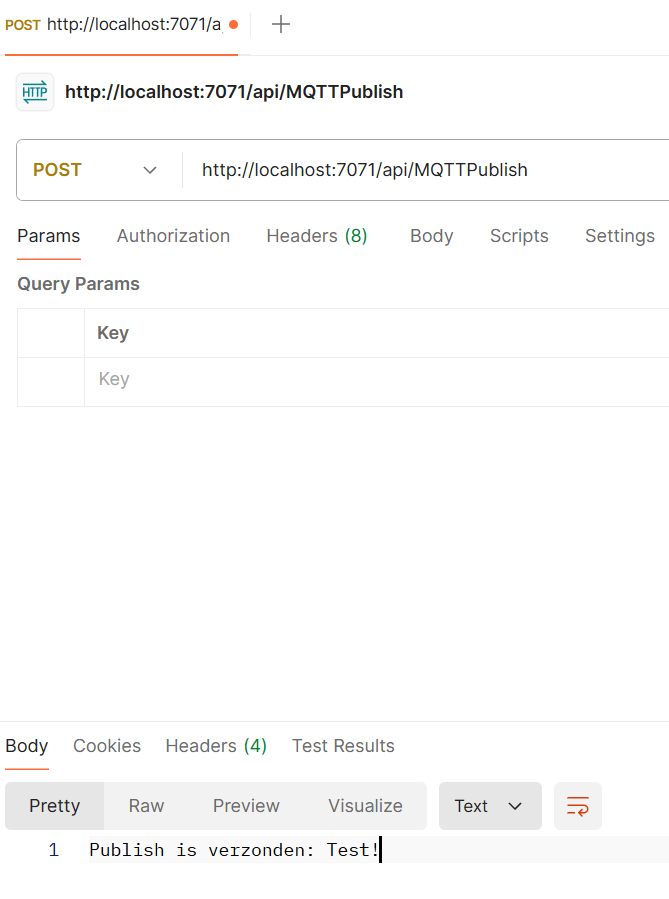 POST http://localhost:7071/a
HTTP http://localhost:7071/api/MQTTPublish
POST http://localhost:7071/api/MQTTPublish
Params Authorization Headers (8) Body Scripts Settings
Query Params
Key
Key
Body Cookies Headers (4) Test Results
Pretty Raw Preview Visualize Text
1 Publish is verzonden: Test!